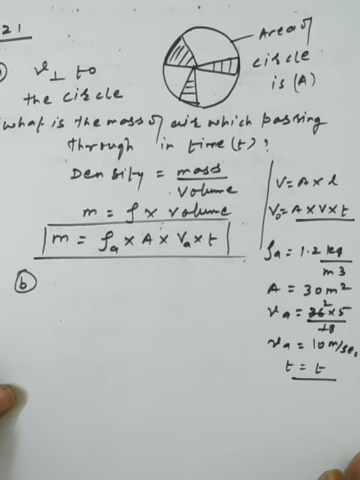 21
a) v⊥ to
the circle
Area of
circle
is (A)
what is the mass of air which passing
through in time (t)?
Density = mass / volume
m = ρ × volume
m = ρa × A × Va × t
V = A × l
V0 = A × V × t
ρa = 1.2 kg / m3
A = 30 m2
va = 36 2 × 5 / 18
va = 10 m/sec
t = t
b